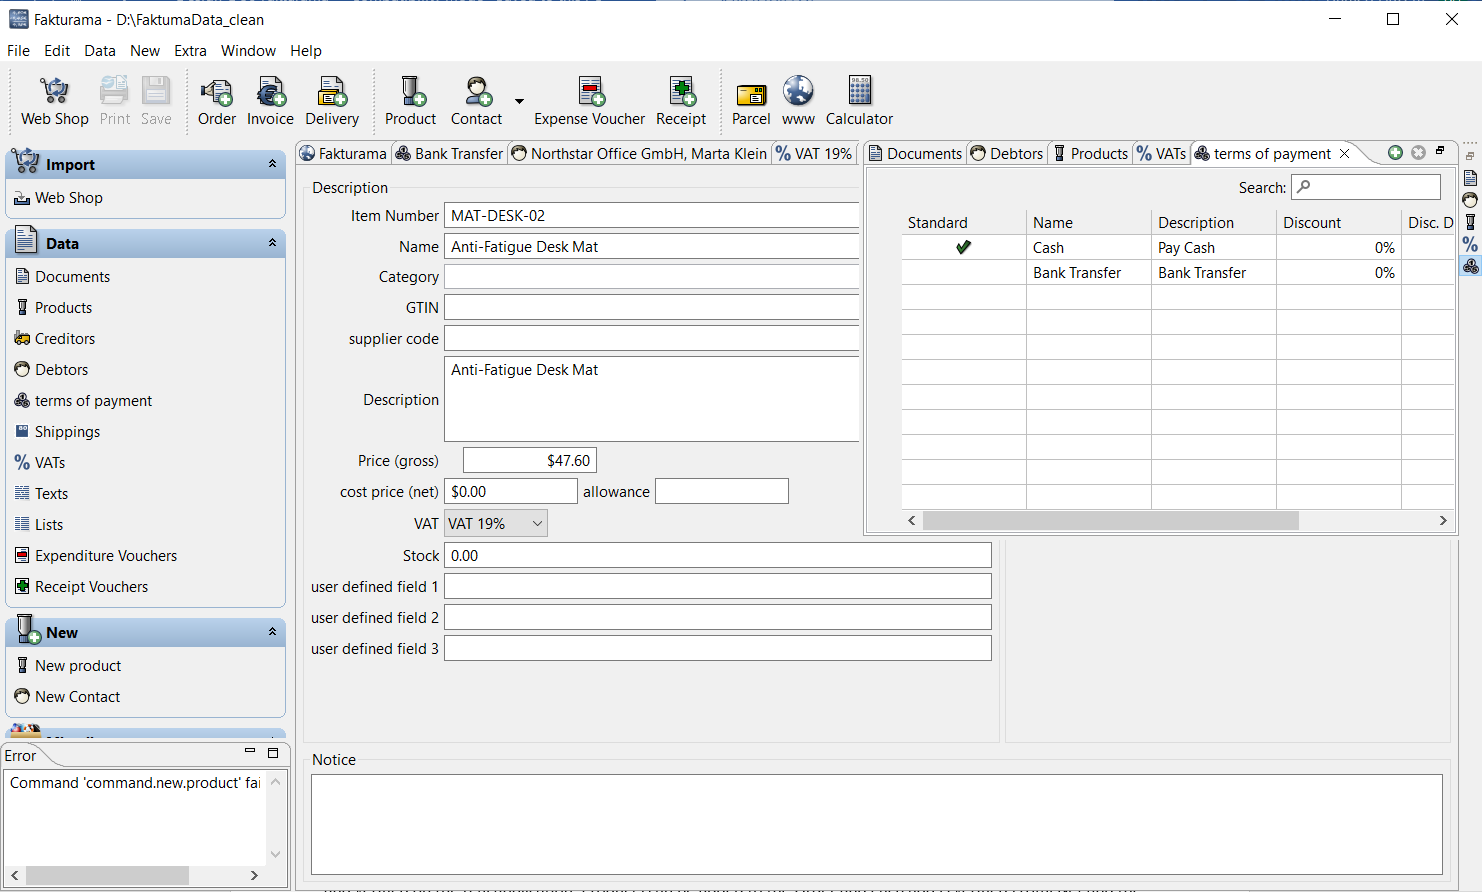 Fakturama - D:\FaktumaData_clean
File Edit Data New Extra Window Help
Web Shop Print Save Order Invoice Delivery Product Contact Expense Voucher Receipt Parcel www Calculator
Import
Web Shop
Data
Documents
Products
Creditors
Debtors
terms of payment
Shippings
VATs
Texts
Lists
Expenditure Vouchers
Receipt Vouchers
New
New product
New Contact
Error
Command 'command.new.product' fai
Fakturama Bank Transfer Northstar Office GmbH, Marta Klein VAT 19%
Description
Item Number MAT-DESK-02
Name Anti-Fatigue Desk Mat
Category
GTIN
supplier code
Description Anti-Fatigue Desk Mat
Price (gross) $47.60
cost price (net) $0.00 allowance
VAT VAT 19%
Stock 0.00
user defined field 1
user defined field 2
user defined field 3
Notice
Documents Debtors Products VATs terms of payment
Search:
Standard Name Description Discount Disc. D
Cash Pay Cash 0%
Bank Transfer Bank Transfer 0%